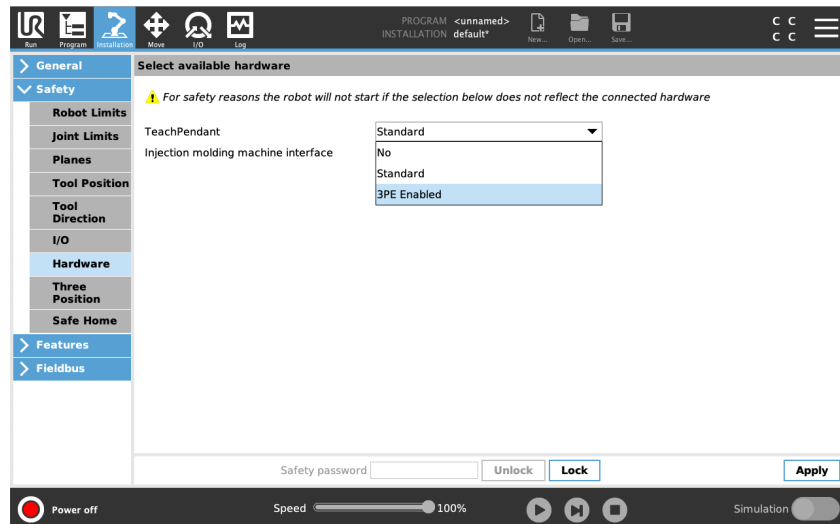 UR
PROGRAM <unnamed>
INSTALLATION default*
Run Program Installation Move I/O Log New... Open... Save...
C C
C C
General
Select available hardware
Safety
For safety reasons the robot will not start if the selection below does not reflect the connected hardware
Robot Limits
Joint Limits
Planes
Tool Position
Tool
Direction
I/O
Hardware
Three
Position
Safe Home
Features
Fieldbus
TeachPendant Standard
Injection molding machine interface No
Standard
3PE Enabled
Safety password Unlock Lock Apply
Power off Speed 100% Simulation